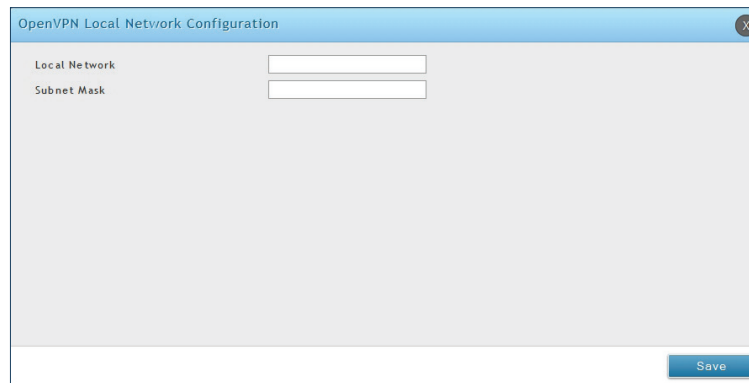 OpenVPN Local Network Configuration
X
Local Network
Subnet Mask
Save